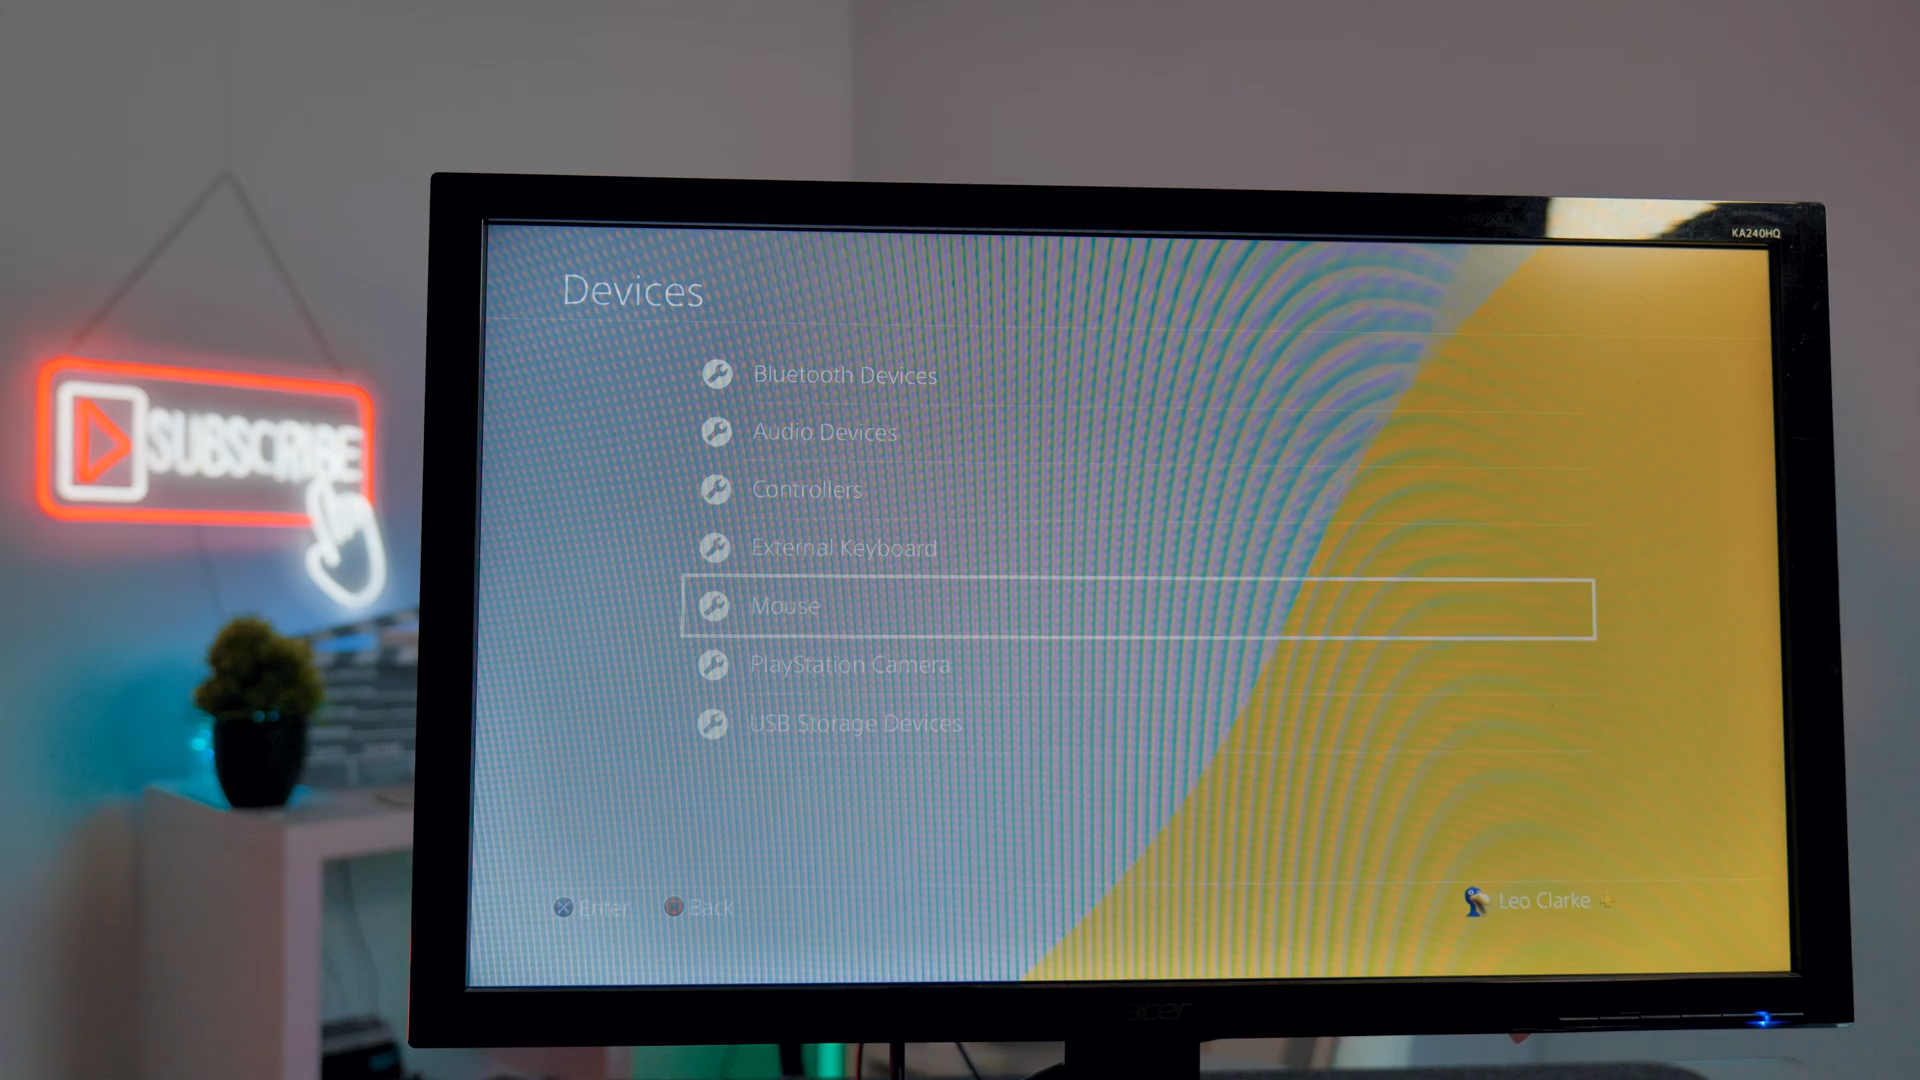 KA240HQ
Devices
Bluetooth Devices
Audio Devices
Controllers
External Keyboard
Mouse
PlayStation Camera
USB Storage Devices
Enter Back
Leo Clarke
SUBSCRIBE
acer